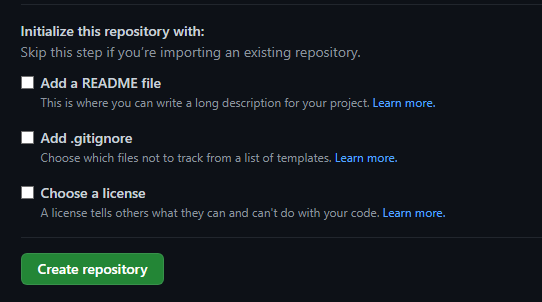 Initialize this repository with:
Skip this step if you’re importing an existing repository.
Add a README file
This is where you can write a long description for your project. Learn more.
Add .gitignore
Choose which files not to track from a list of templates. Learn more.
Choose a license
A license tells others what they can and can't do with your code. Learn more.
Create repository